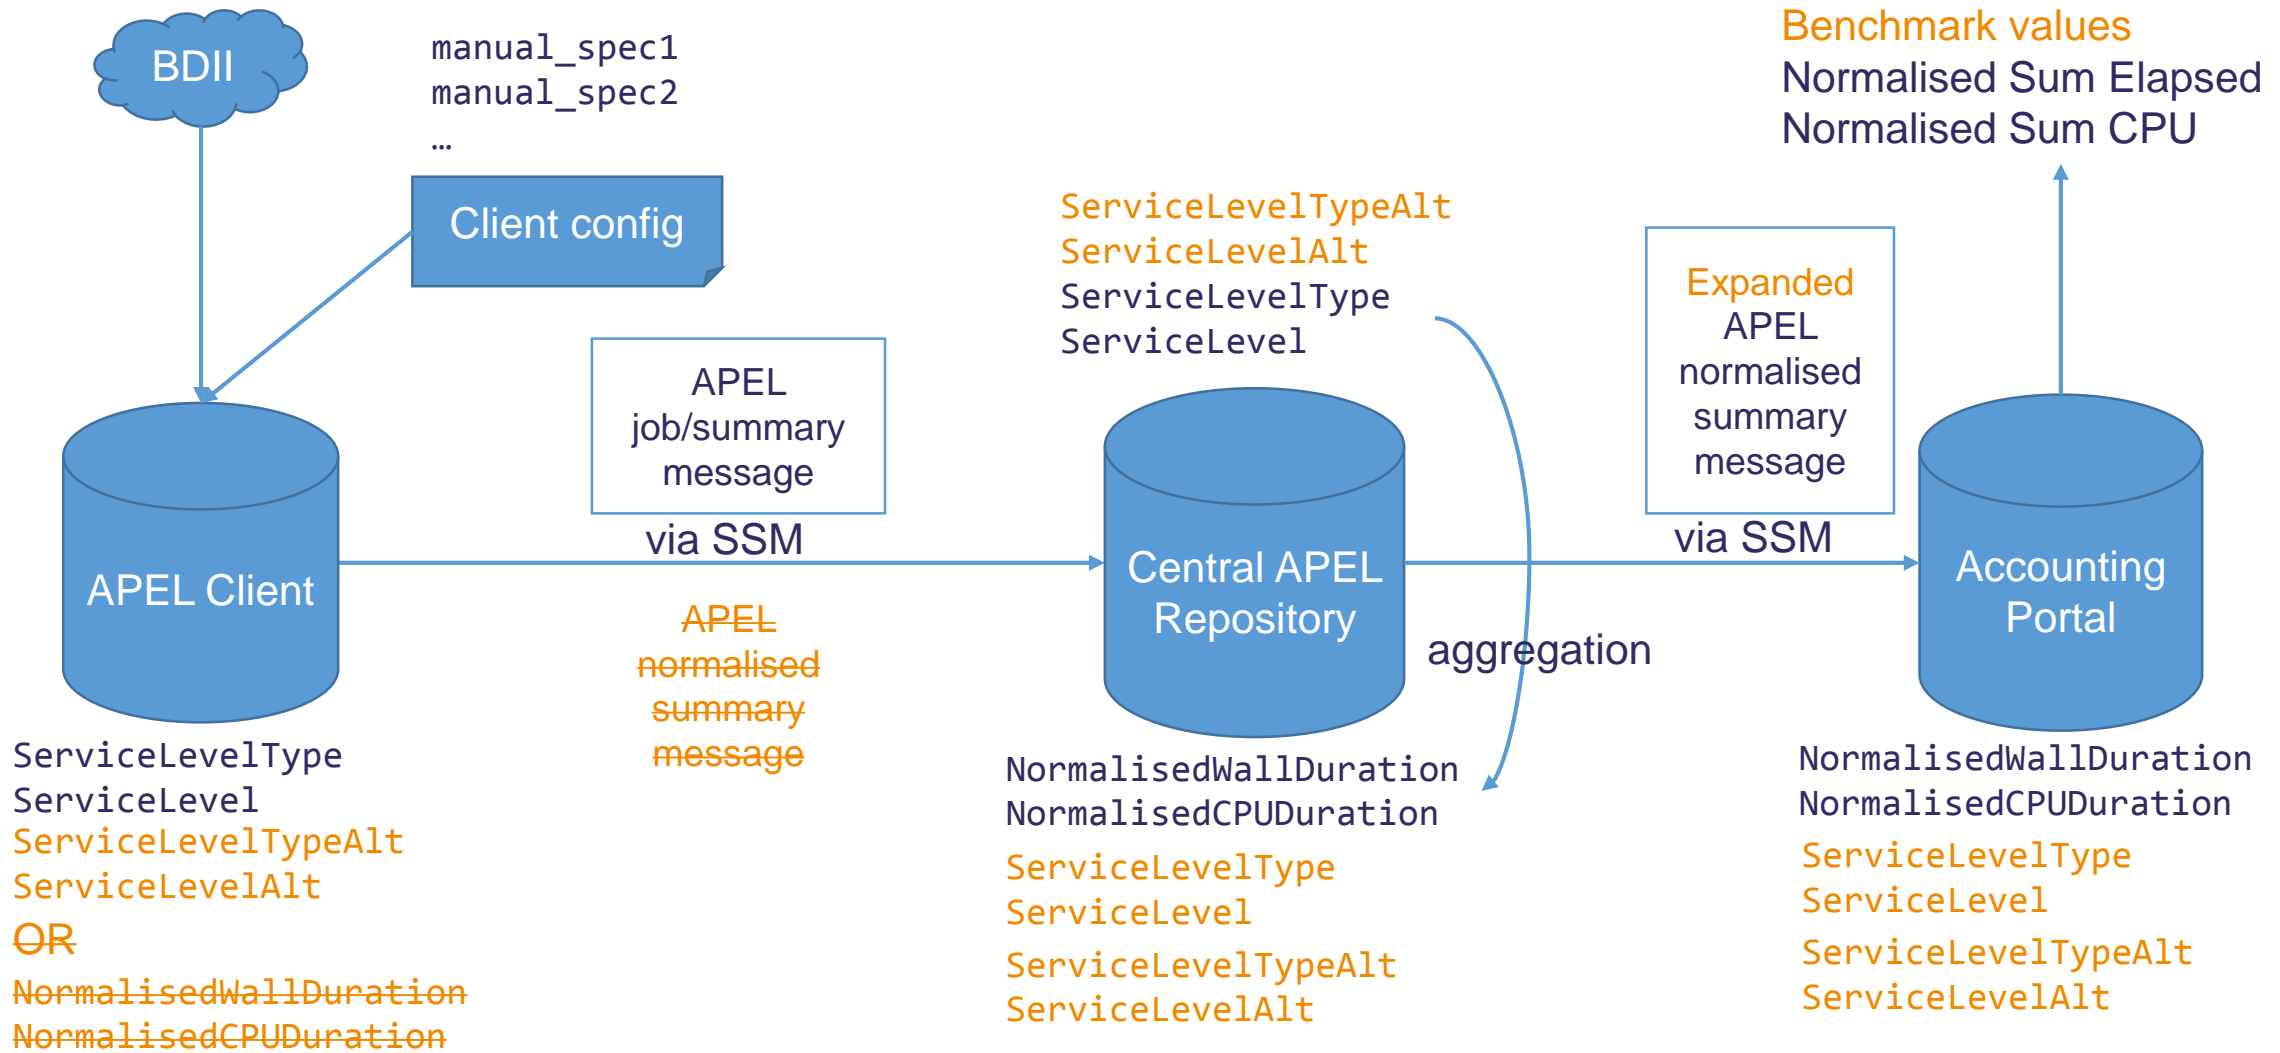 BDII
manual_spec1
manual_spec2
…
Client config
APEL
job/summary
message
via SSM
APEL Client
APEL
normalised
summary
message
ServiceLevelType
ServiceLevel
ServiceLevelTypeAlt
ServiceLevelAlt
OR
NormalisedWallDuration
NormalisedCPUDuration
ServiceLevelTypeAlt
ServiceLevelAlt
ServiceLevelType
ServiceLevel
Central APEL
Repository
aggregation
NormalisedWallDuration
NormalisedCPUDuration
ServiceLevelType
ServiceLevel
ServiceLevelTypeAlt
ServiceLevelAlt
Expanded
APEL
normalised
summary
message
via SSM
Benchmark values
Normalised Sum Elapsed
Normalised Sum CPU
Accounting
Portal
NormalisedWallDuration
NormalisedCPUDuration
ServiceLevelType
ServiceLevel
ServiceLevelTypeAlt
ServiceLevelAlt